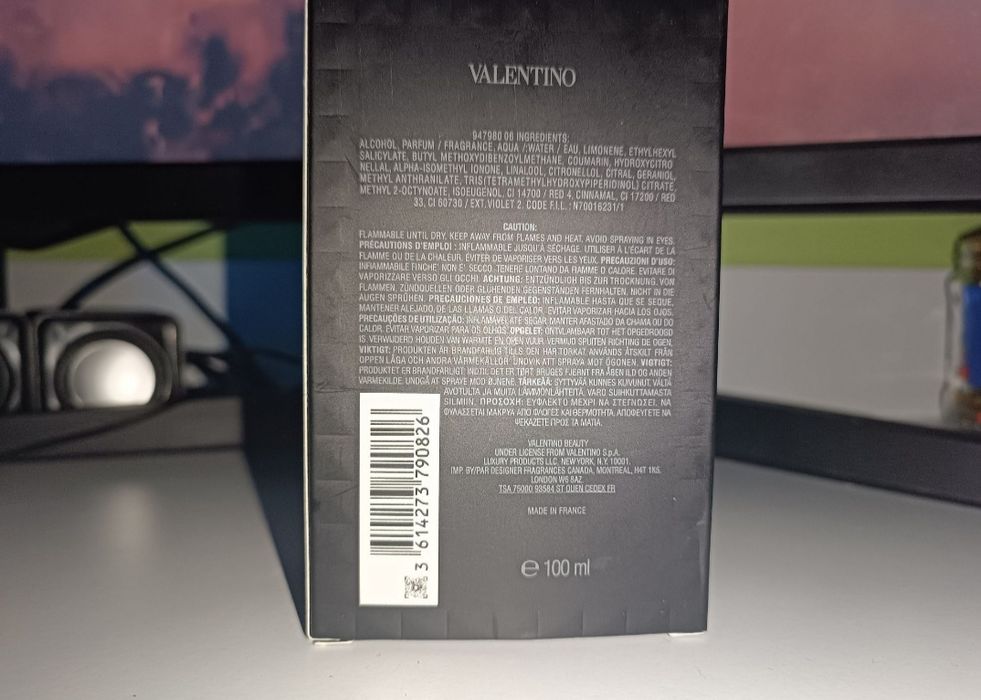 VALENTINO
947980 06 INGREDIENTS:
ALCOHOL, PARFUM / FRAGRANCE, AQUA / WATER / EAU, LIMONENE, ETHYLHEXYL
SALICYLATE, BUTYL METHOXYDIBENZOYLMETHANE, COUMARIN, HYDROXYCITRO
NELLAL, ALPHA-ISOMETHYL IONONE, LINALOOL, CITRONELLOL, CITRAL, GERANIOL,
METHYL ANTHRANILATE, TRIS(TETRAMETHYLHYDROXYPIPERIDINOL) CITRATE,
METHYL 2-OCTYNOATE, ISOEUGENOL, CI 14700 / RED 4, CINNAMAL, CI 17200 / RED
33, CI 60730 / EXT. VIOLET 2. CODE F.I.L.: N70016231/1
CAUTION:
FLAMMABLE UNTIL DRY. KEEP AWAY FROM FLAMES AND HEAT. AVOID SPRAYING IN EYES.
PRÉCAUTIONS D'EMPLOI : INFLAMMABLE JUSQU'À SÉCHAGE. UTILISER À L'ÉCART DE LA
FLAMME OU DE LA CHALEUR. ÉVITER DE VAPORISER VERS LES YEUX. PRECAUZIONI D'USO:
INFIAMMABILE FINCHE' NON E' SECCO. TENERE LONTANO DA FIAMME O CALORE. EVITARE DI
VAPORIZZARE VERSO GLI OCCHI. ACHTUNG: ENTZÜNDLICH BIS ZUR TROCKNUNG. VON
FLAMMEN, ZÜNDQUELLEN ODER GLÜHENDEN GEGENSTÄNDEN FERNHALTEN. NICHT IN DIE
AUGEN SPRÜHEN. PRECAUCIONES DE EMPLEO: INFLAMABLE HASTA QUE SE SEQUE.
MANTENER ALEJADO, DE LAS LLAMAS O DEL CALOR. EVITAR VAPORIZAR HACIA LOS OJOS.
PRECAUÇÕES DE UTILIZAÇÃO: INFLAMÁVEL ATÉ SECAR. MANTER AFASTADO DA CHAMA OU DO
CALOR. EVITAR VAPORIZAR PARA OS OLHOS. OPGELET: ONTVLAMBAAR TOT HET OPGEDROOGD
IS. VERWIJDERD HOUDEN VAN WARMTE EN OPEN VUUR. VERMIJD SPUITEN RICHTING DE OGEN.
VIKTIGT: PRODUKTEN ÄR BRANDFARLIG TILLS DEN HAR TORKAT. ANVÄNDS ÅTSKILT FRÅN
ÖPPEN LÅGA OCH ANDRA VÄRMEKÄLLOR. UNDVIK ATT SPRAYA MOT ÖGONEN. VIGTIGT:
PRODUKTET ER BRANDFARLIGT INDTIL DET ER TØRT. BRUGES FJERNT FRA ÅBEN ILD OG ANDEN
VARMEKILDE. UNDGÅ AT SPRAYE MOD ØJNENE. TÄRKEÄÄ: SYTTYVÄÄ KUNNES KUIVUNUT. VÄLTÄ
AVOTULTA JA MUITA LÄMMÖNLÄHTEITÄ. VARO SUIHKUTTAMASTA
SILMIIN. ΠΡΟΣΟΧΗ: ΕΥΦΛΕΚΤΟ ΜΕΧΡΙ ΝΑ ΣΤΕΓΝΩΣΕΙ. ΝΑ
ΦΥΛΑΣΣΕΤΑΙ ΜΑΚΡΥΑ ΑΠΟ ΦΛΟΓΕΣ ΚΑΙ ΘΕΡΜΟΤΗΤΑ. ΑΠΟΦΕΥΓΕΤΕ ΝΑ
ΨΕΚΑΖΕΤΕ ΠΡΟΣ ΤΑ ΜΑΤΙΑ.
VALENTINO BEAUTY
UNDER LICENSE FROM VALENTINO S.p.A.
LUXURY PRODUCTS LLC, NEW YORK, N.Y. 10001.
IMP. BY/PAR DESIGNER FRAGRANCES CANADA, MONTREAL, H4T 1K5.
LONDON W6 8AZ
TSA 75000 93584 ST OUEN CEDEX FR
MADE IN FRANCE
e 100 ml
3 614273 790826